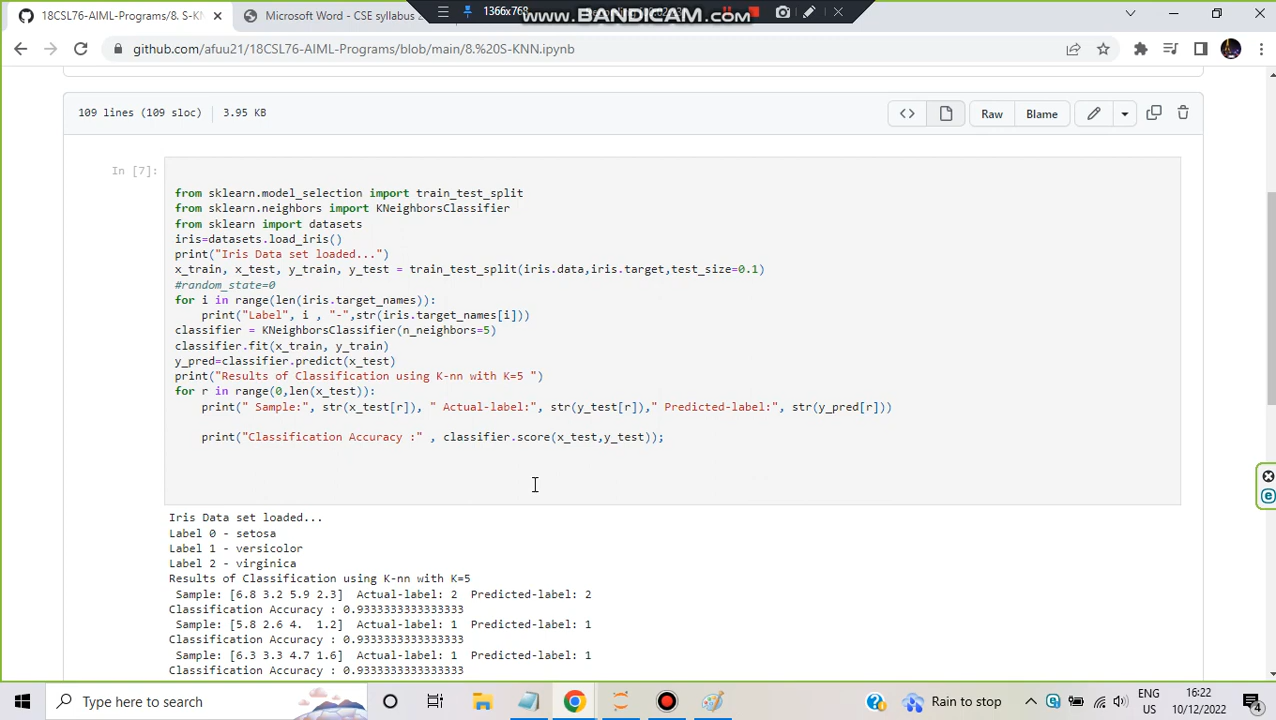 8. S-KN
18CSL76-AIML-Programs/8. S-KN
Microsoft Word - CSE syllabus 2
1366x768
www.BANDICAM.com
github.com/afuu21/18CSL76-AIML-Programs/blob/main/8.%20S-KNN.ipynb
109 lines (109 sloc) 3.95 KB
Raw
Blame
In [7]:
from sklearn.model_selection import train_test_split
from sklearn.neighbors import KNeighborsClassifier
from sklearn import datasets
iris=datasets.load_iris()
print("Iris Data set loaded...")
x_train, x_test, y_train, y_test = train_test_split(iris.data,iris.target,test_size=0.1)
#random_state=0
for i in range(len(iris.target_names)):
print("Label", i , "-",str(iris.target_names[i]))
classifier = KNeighborsClassifier(n_neighbors=5)
classifier.fit(x_train, y_train)
y_pred=classifier.predict(x_test)
print("Results of Classification using K-nn with K=5 ")
for r in range(0,len(x_test)):
print(" Sample:", str(x_test[r]), " Actual-label:", str(y_test[r])," Predicted-label:", str(y_pred[r]))
print("Classification Accuracy :" , classifier.score(x_test,y_test));
Iris Data set loaded...
Label 0 - setosa
Label 1 - versicolor
Label 2 - virginica
Results of Classification using K-nn with K=5
Sample: [6.8 3.2 5.9 2.3] Actual-label: 2 Predicted-label: 2
Classification Accuracy : 0.9333333333333333
Sample: [5.8 2.6 4. 1.2] Actual-label: 1 Predicted-label: 1
Classification Accuracy : 0.9333333333333333
Sample: [6.3 3.3 4.7 1.6] Actual-label: 1 Predicted-label: 1
Classification Accuracy : 0.9333333333333333
Type here to search
Rain to stop
ENG
US
16:22
10/12/2022
4